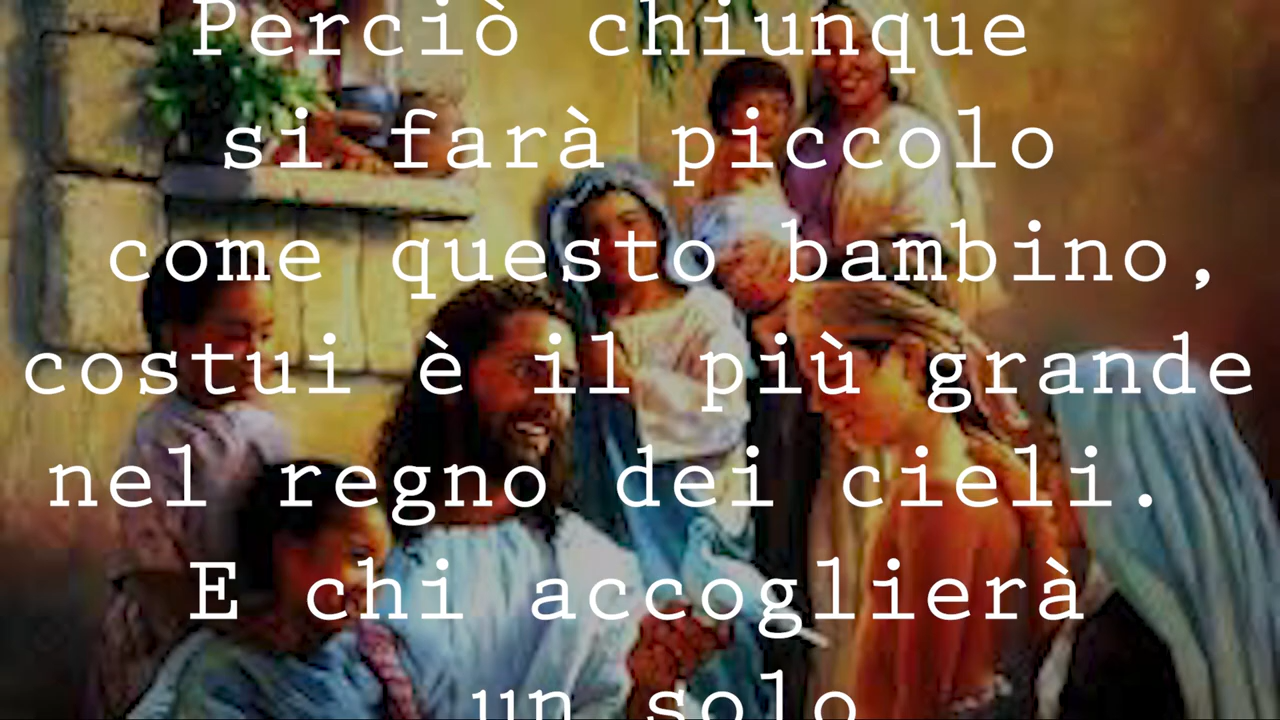 Perciò chiunque
si farà piccolo
come questo bambino,
costui è il più grande
nel regno dei cieli.
E chi accoglierà
un solo